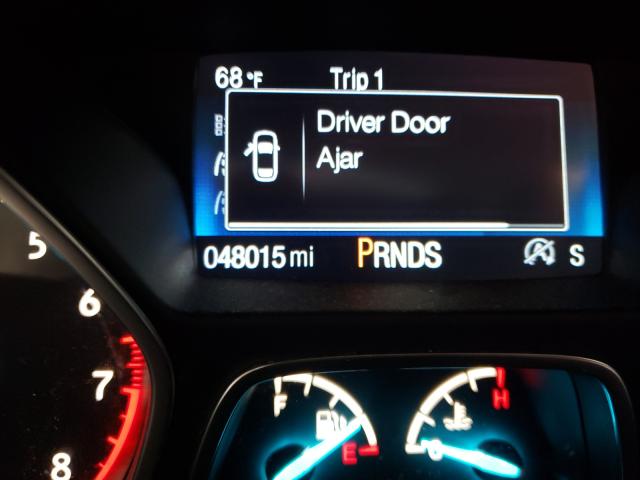 68°F Trip 1
Driver Door
Ajar
048015 mi PRNDS S
5
6
7
8
F E
C H